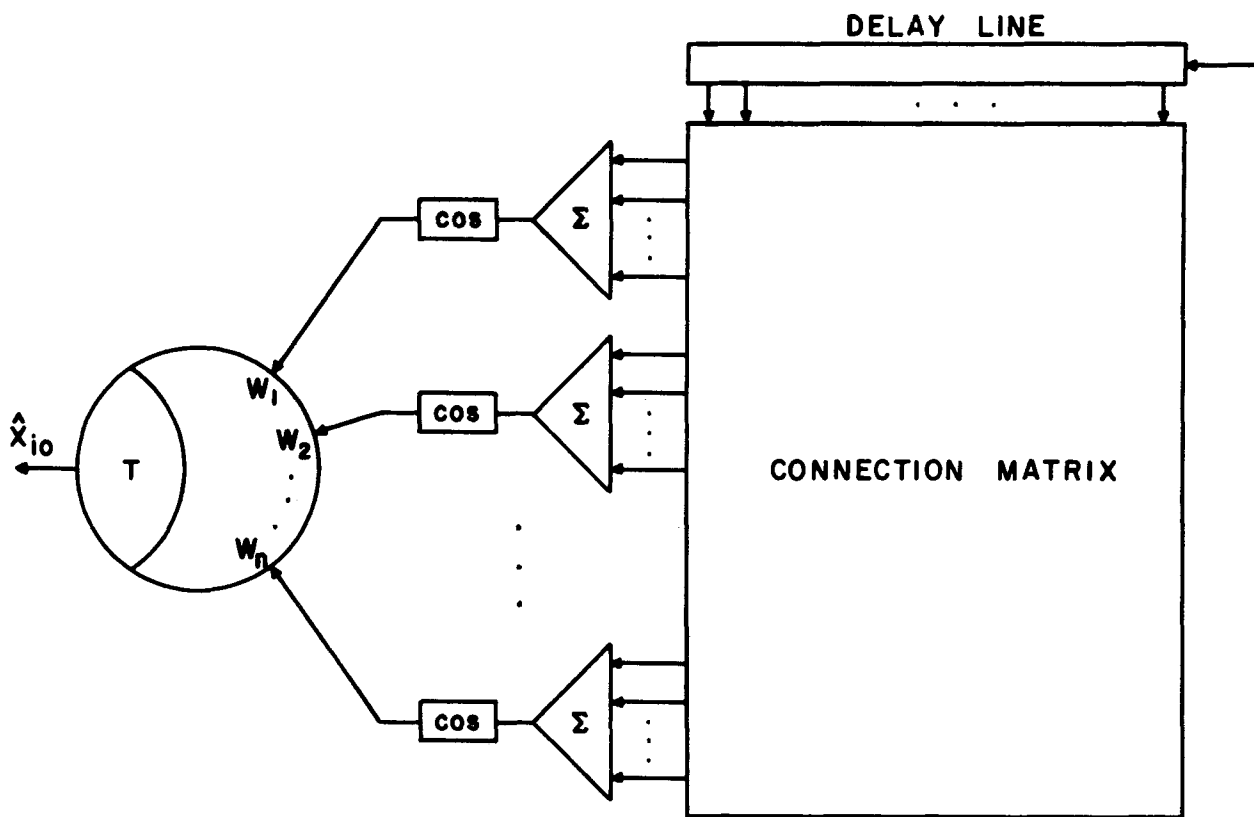 DELAY LINE
. . .
COS Σ
W₁
COS Σ
W₂
X̂ᵢₒ T
CONNECTION MATRIX
Wₙ
COS Σ